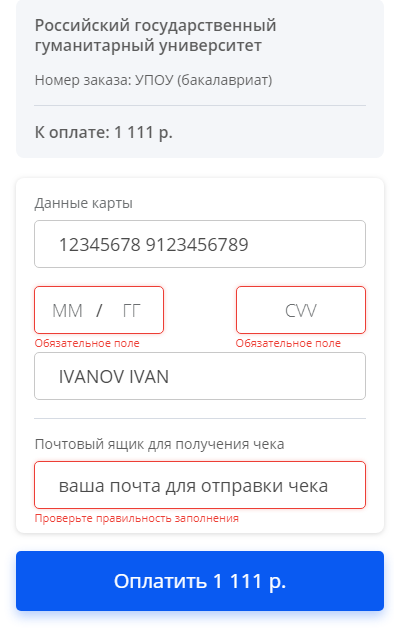 Российский государственный
гуманитарный университет
Номер заказа: УПОУ (бакалавриат)
К оплате: 1 111 р.
Данные карты
12345678 9123456789
ММ / ГГ CVV
Обязательное поле Обязательное поле
IVANOV IVAN
Почтовый ящик для получения чека
ваша почта для отправки чека
Проверьте правильность заполнения
Оплатить 1 111 р.